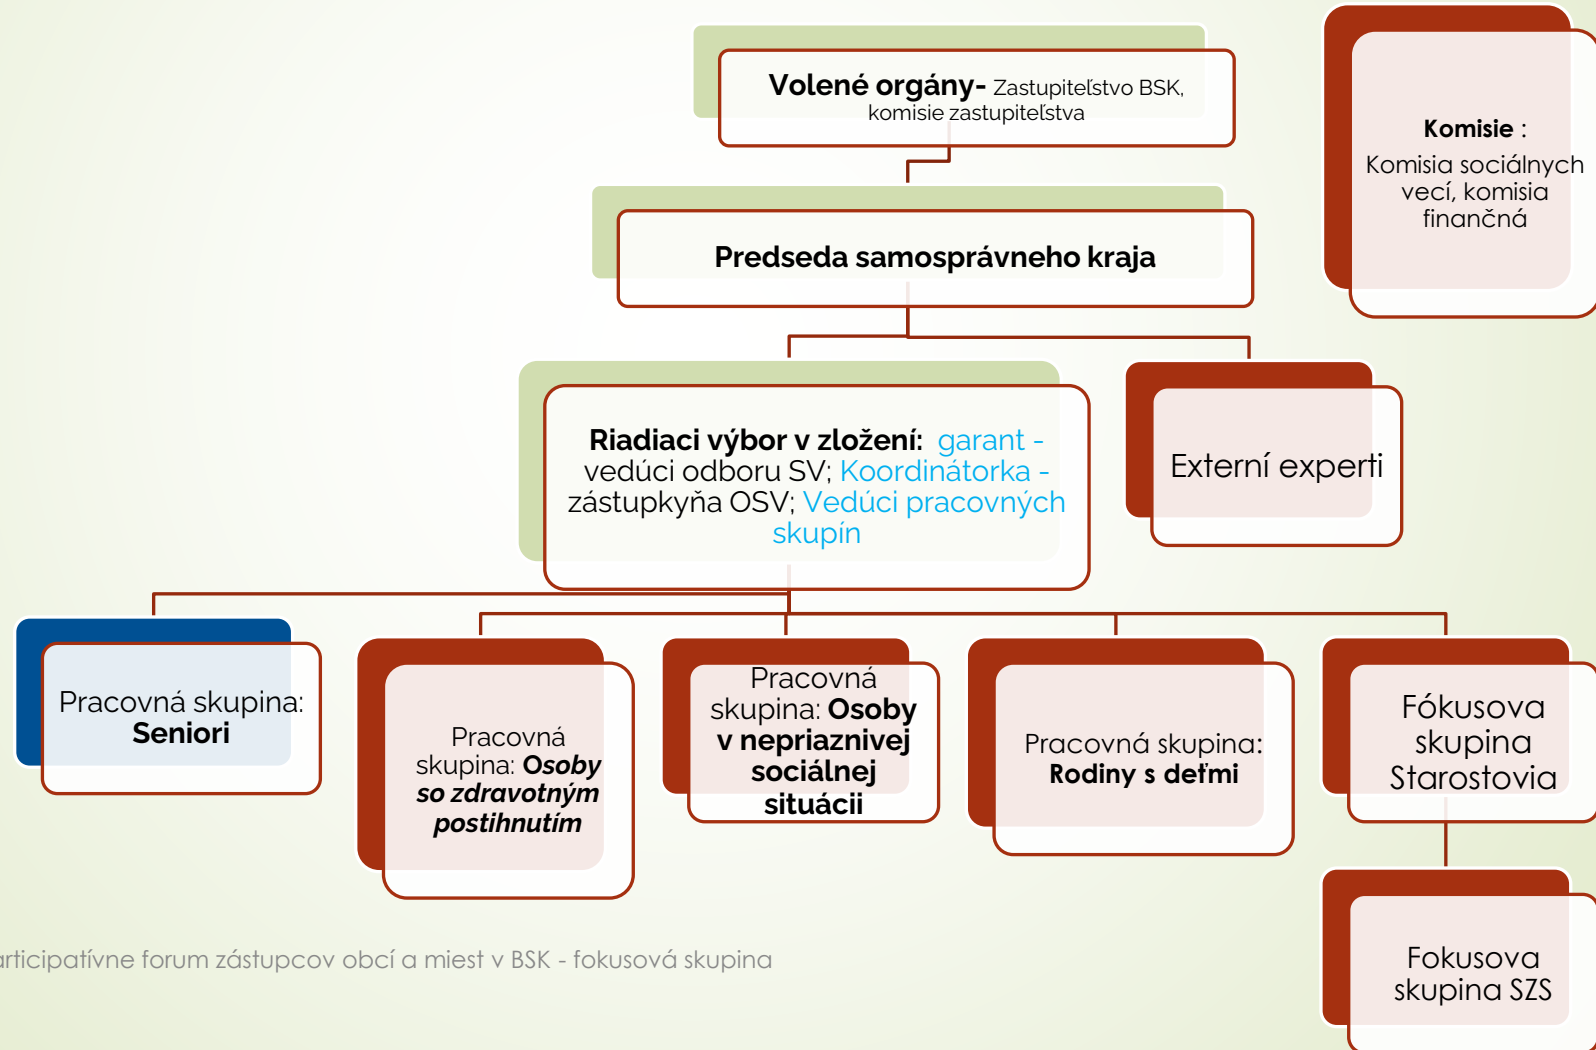 Volené orgány- Zastupiteľstvo BSK,
komisie zastupiteľstva
Komisie :
Komisia sociálnych
vecí, komisia
finančná
Predseda samosprávneho kraja
Riadiaci výbor v zložení: garant -
vedúci odboru SV; Koordinátorka -
zástupkyňa OSV; Vedúci pracovných
skupín
Externí experti
Pracovná skupina:
Seniori
Pracovná
skupina: Osoby
so zdravotným
postihnutím
Pracovná
skupina: Osoby
v nepriaznivej
sociálnej
situácii
Pracovná skupina:
Rodiny s deťmi
Fókusova
skupina
Starostovia
Fokusova
skupina SZS
articipatívne forum zástupcov obcí a miest v BSK - fokusová skupina